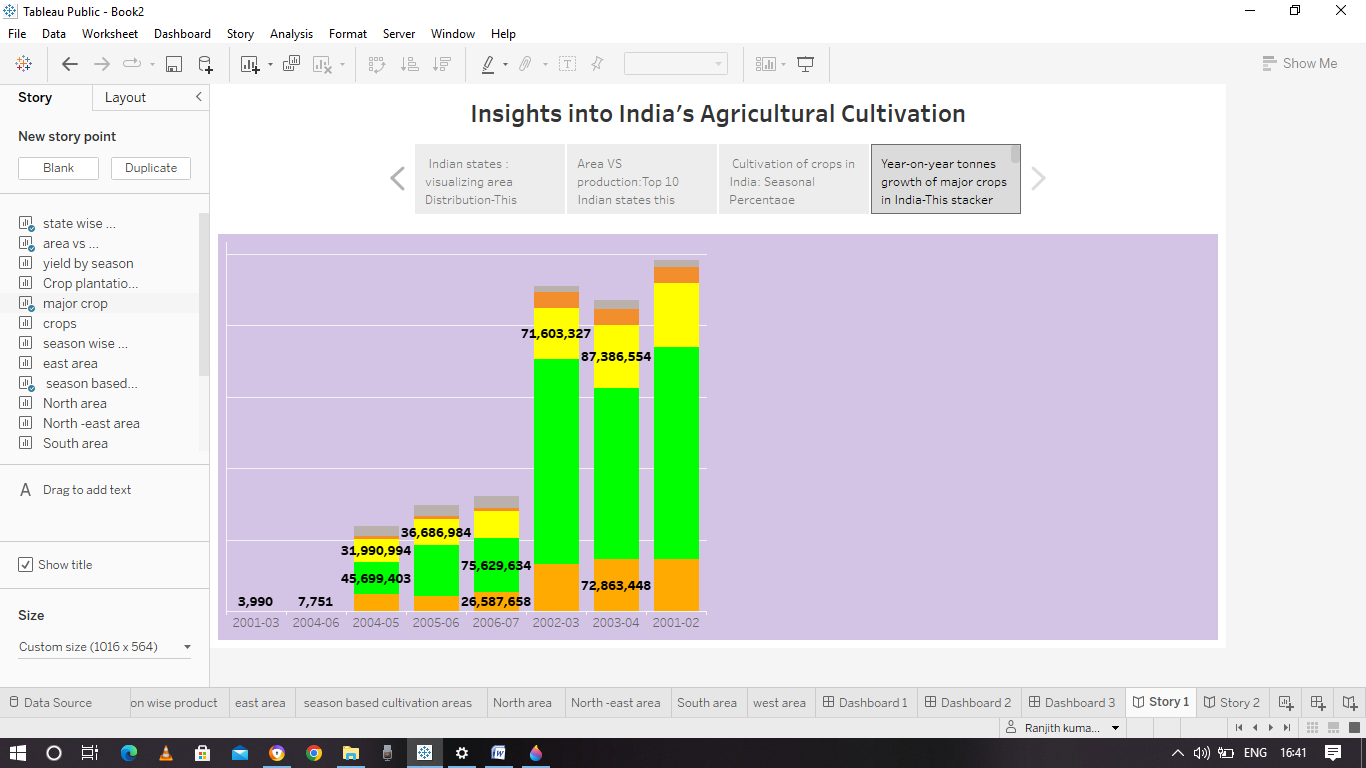 Tableau Public - Book2
File Data Worksheet Dashboard Story Analysis Format Server Window Help
Show Me
Story Layout
New story point
Blank Duplicate
state wise ...
area vs ...
yield by season
Crop plantatio...
major crop
crops
season wise ...
east area
season based...
North area
North -east area
South area
A Drag to add text
Show title
Size
Custom size (1016 x 564)
Insights into India's Agricultural Cultivation
Indian states :
visualizing area
Distribution-This
Area VS
production:Top 10
Indian states this
Cultivation of crops in
India: Seasonal
Percentage
Year-on-year tonnes
growth of major crops
in India-This stacker
71,603,327
87,386,554
36,686,984
31,990,994
75,629,634
45,699,403
72,863,448
3,990 7,751 26,587,658
2001-03 2004-06 2004-05 2005-06 2006-07 2002-03 2003-04 2001-02
Data Source on wise product east area season based cultivation areas North area North -east area South area west area Dashboard 1 Dashboard 2 Dashboard 3 Story 1 Story 2
Ranjith kuma...
ENG 16:41